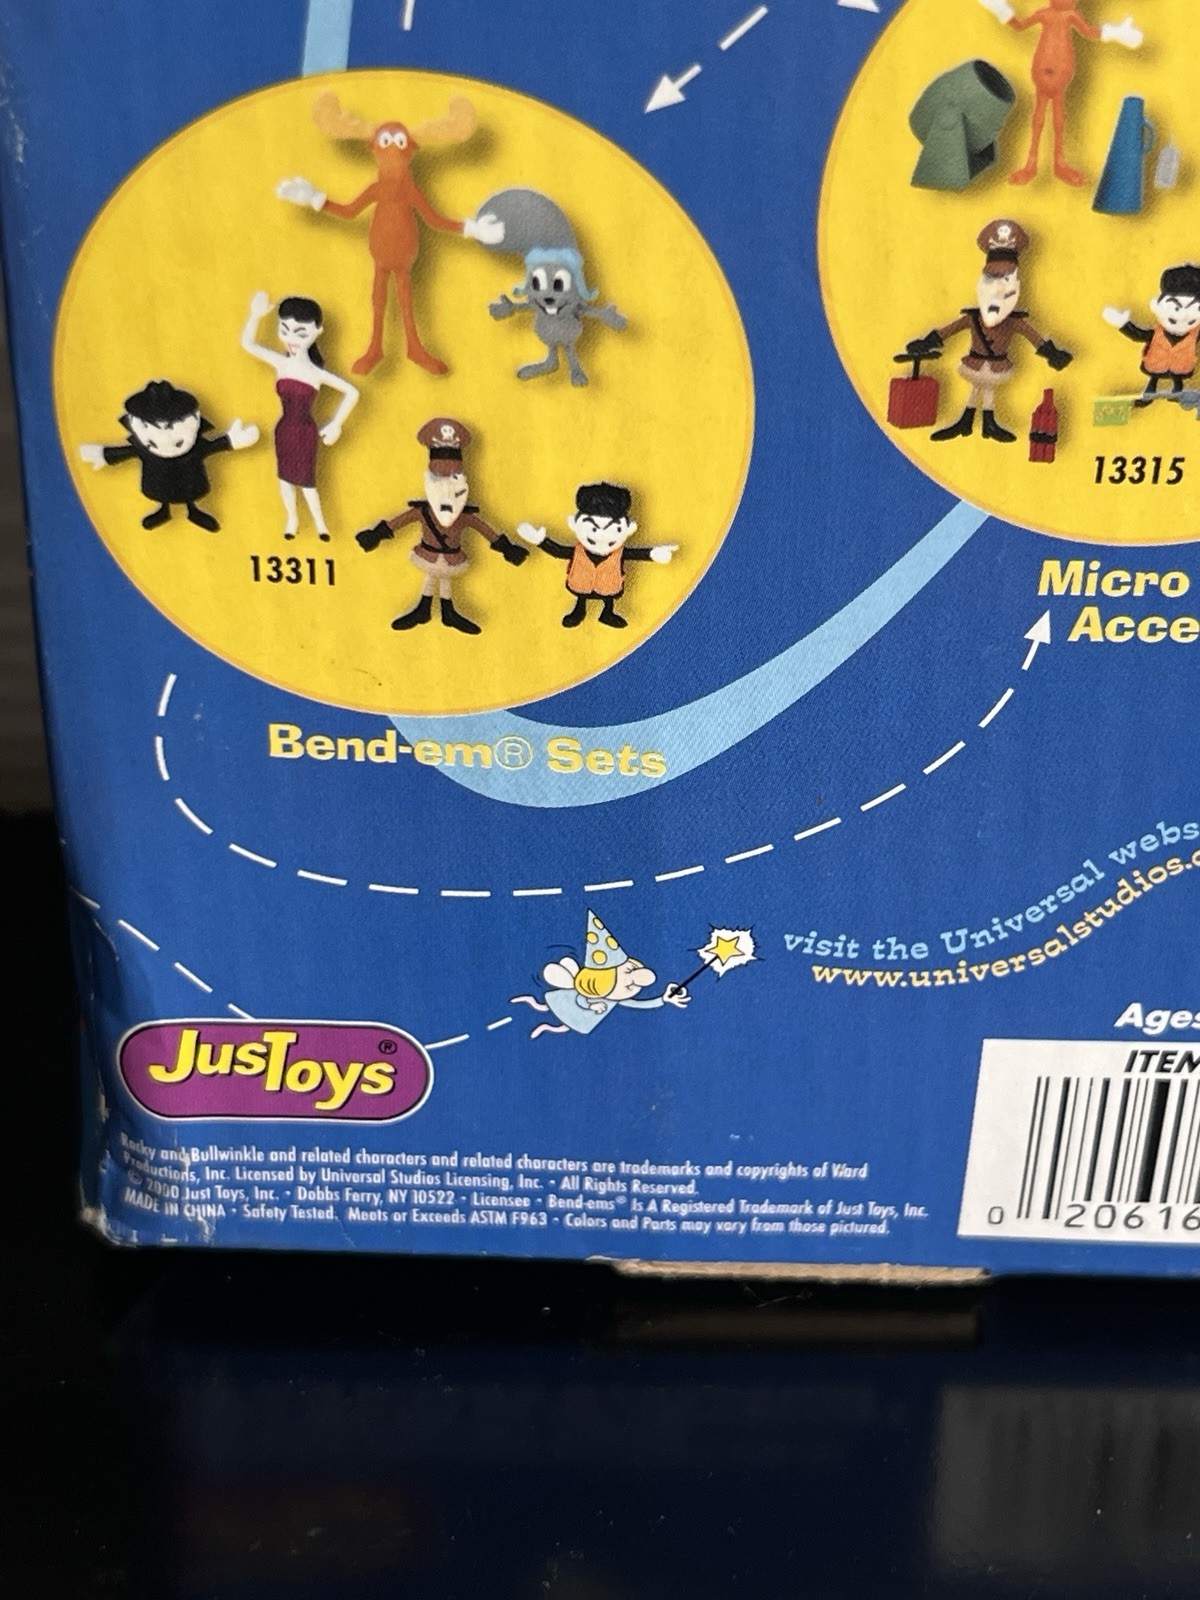 13311
13315
Micro
Acce
Bend-em® Sets
visit the Universal webs
www.universalstudios.c
Ages
ITEM
JusToys®
Rocky and Bullwinkle and related characters and related characters are trademarks and copyrights of Ward
Productions, Inc. Licensed by Universal Studios Licensing, Inc. • All Rights Reserved.
© 2000 Just Toys, Inc. • Dobbs Ferry, NY 10522 • Licensee • Bend-ems® Is A Registered Trademark of Just Toys, Inc.
MADE IN CHINA • Safety Tested. Meets or Exceeds ASTM F963 • Colors and Parts may vary from those pictured.
0 20616